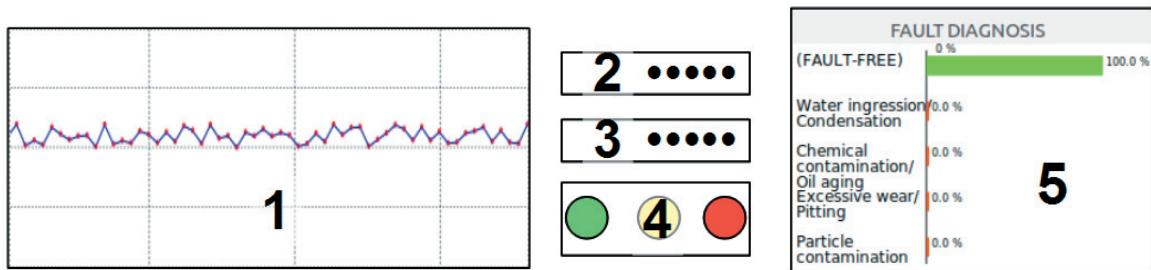 1
2
3
4
FAULT DIAGNOSIS
0 %
(FAULT-FREE)
100.0 %
Water ingression/
0.0 %
Condensation
Chemical
0.0 %
contamination/
Oil aging
Excessive wear/
0.0 %
Pitting
5
Particle
0.0 %
contamination